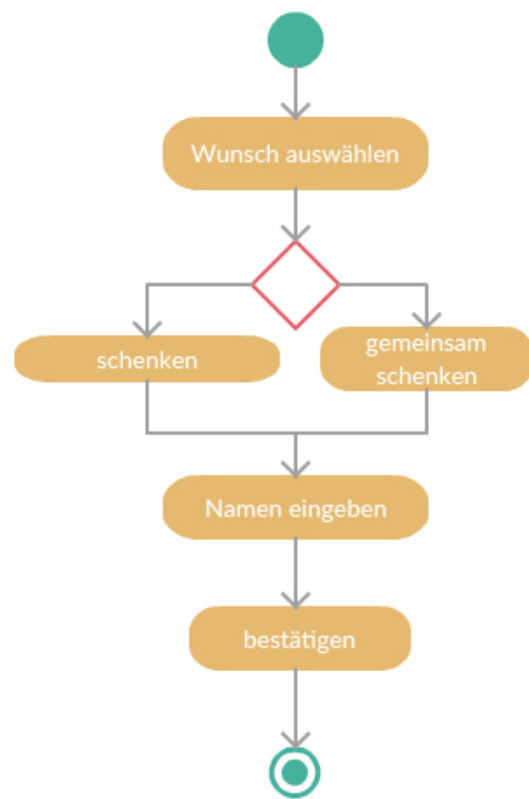 Wunsch auswählen
schenken
gemeinsam
schenken
Namen eingeben
bestätigen